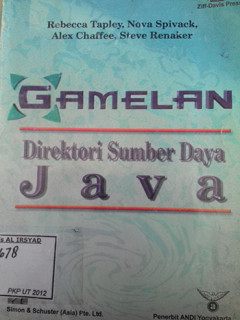 Ziff-Davis Press
Rebecca Tapley, Nova Spivack,
Alex Chaffee, Steve Renaker
GAMELAN
Direktori Sumber Daya
Java
AL IRSYAD
678
PKP UT 2012
Simon & Schuster (Asia) Pte. Ltd.
Penerbit ANDI Yogyakarta